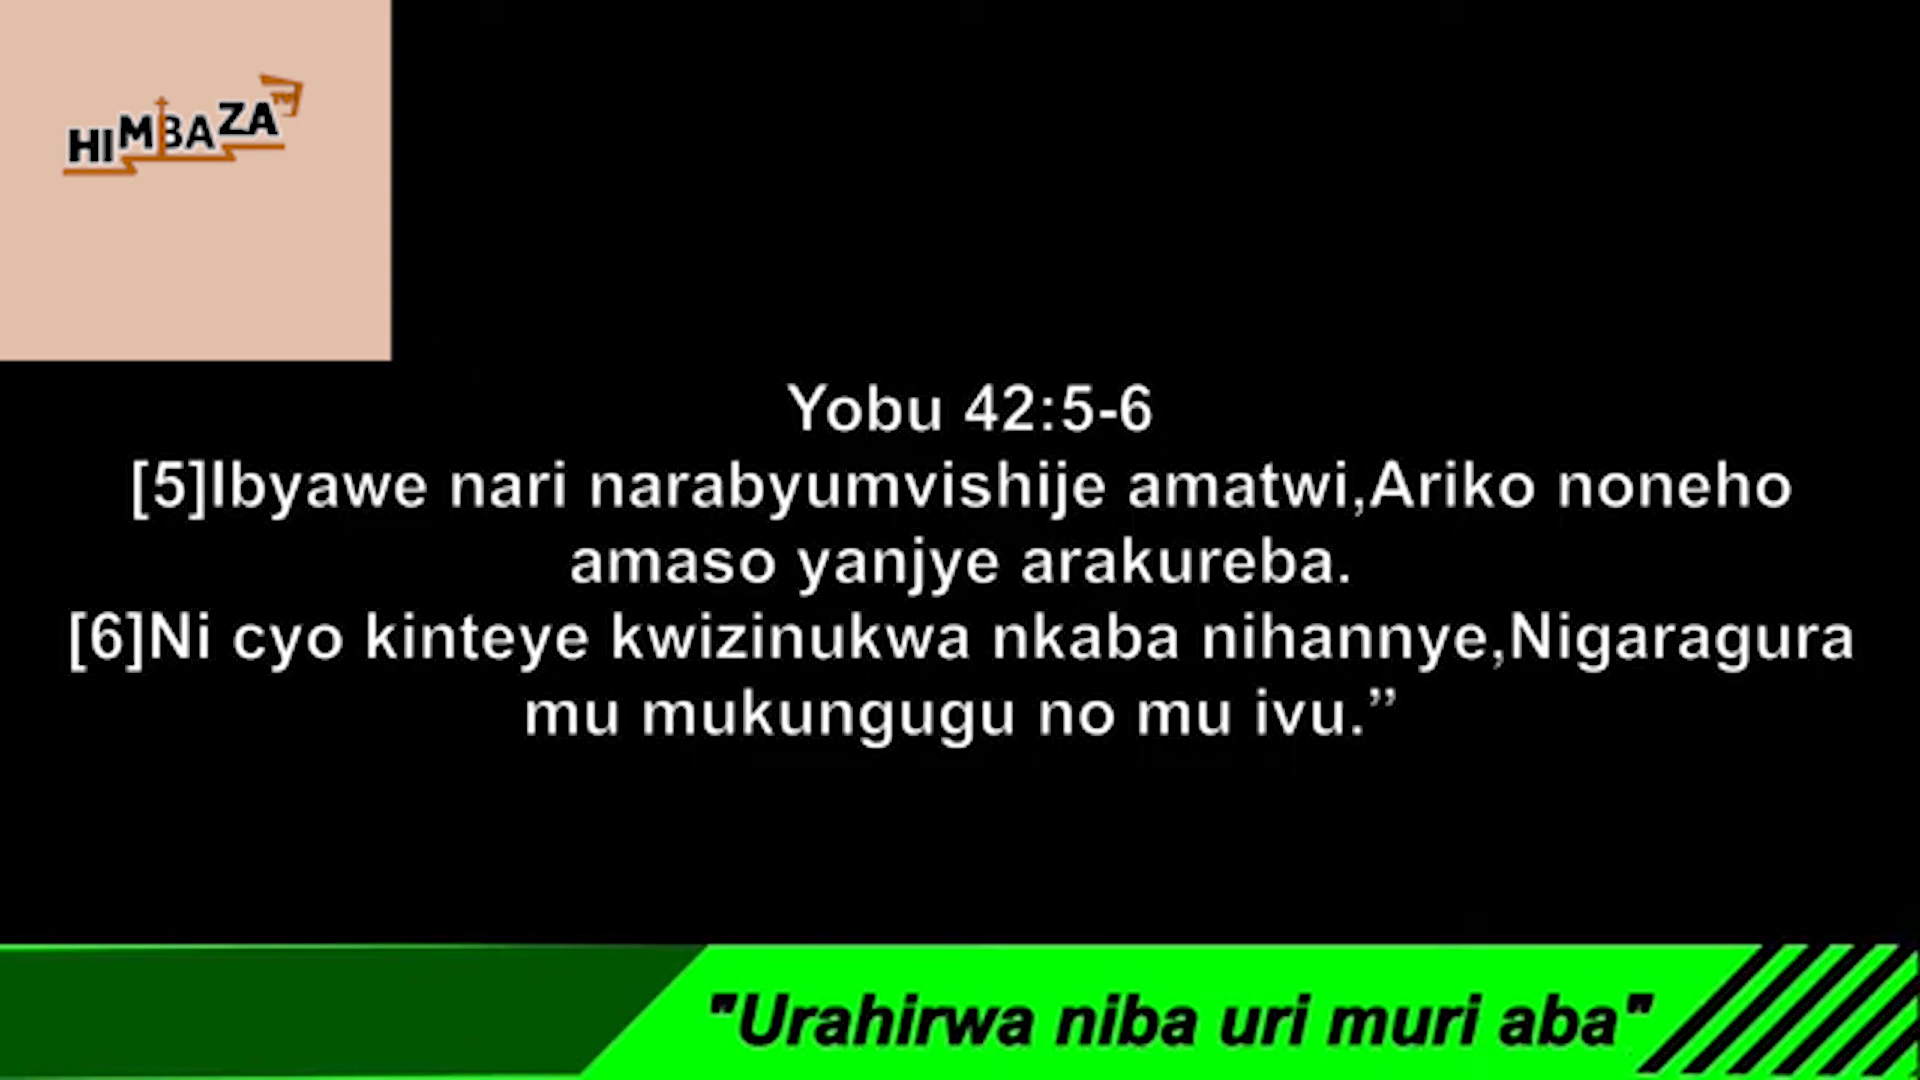 HIMBAZA TV
Yobu 42:5-6
[5]Ibyawe nari narabyumvishije amatwi,Ariko noneho
amaso yanjye arakureba.
[6]Ni cyo kinteye kwizinukwa nkaba nihannye,Nigaragura
mu mukungugu no mu ivu.”
"Urahirwa niba uri muri aba"